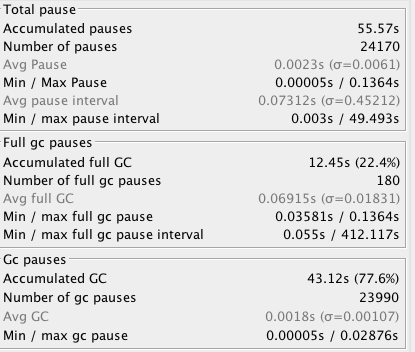 Total pause
Accumulated pauses 55.57s
Number of pauses 24170
Avg Pause 0.0023s (σ=0.0061)
Min / Max Pause 0.00005s / 0.1364s
Avg pause interval 0.07312s (σ=0.45212)
Min / max pause interval 0.003s / 49.493s
Full gc pauses
Accumulated full GC 12.45s (22.4%)
Number of full gc pauses 180
Avg full GC 0.06915s (σ=0.01831)
Min / max full gc pause 0.03581s / 0.1364s
Min / max full gc pause interval 0.055s / 412.117s
Gc pauses
Accumulated GC 43.12s (77.6%)
Number of gc pauses 23990
Avg GC 0.0018s (σ=0.00107)
Min / max gc pause 0.00005s / 0.02876s